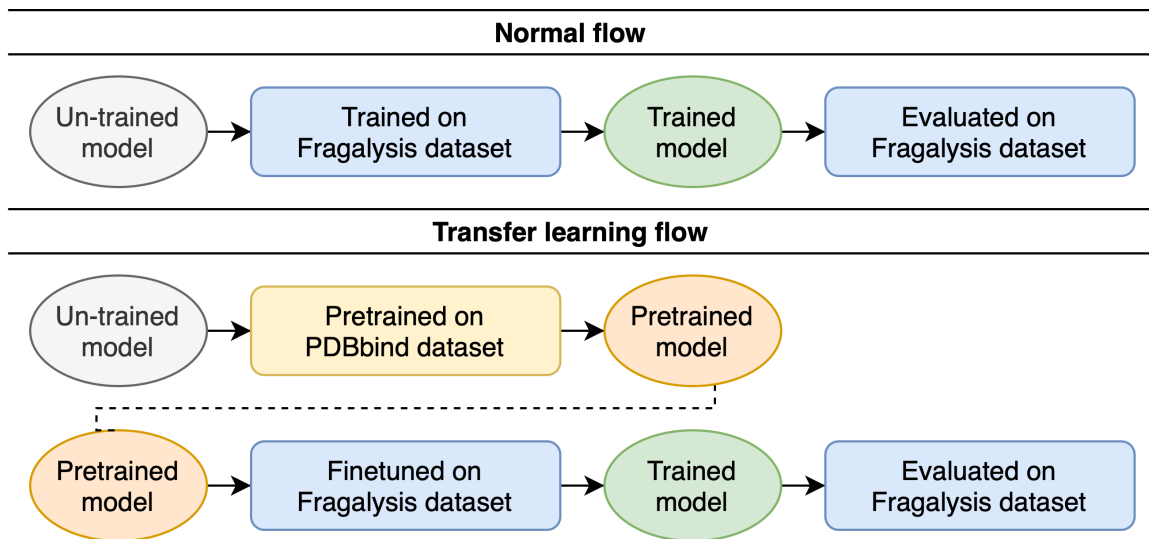 Normal flow
Un-trained
model
Trained on
Fragalysis dataset
Trained
model
Evaluated on
Fragalysis dataset
Transfer learning flow
Un-trained
model
Pretrained on
PDBbind dataset
Pretrained
model
Pretrained
model
Finetuned on
Fragalysis dataset
Trained
model
Evaluated on
Fragalysis dataset